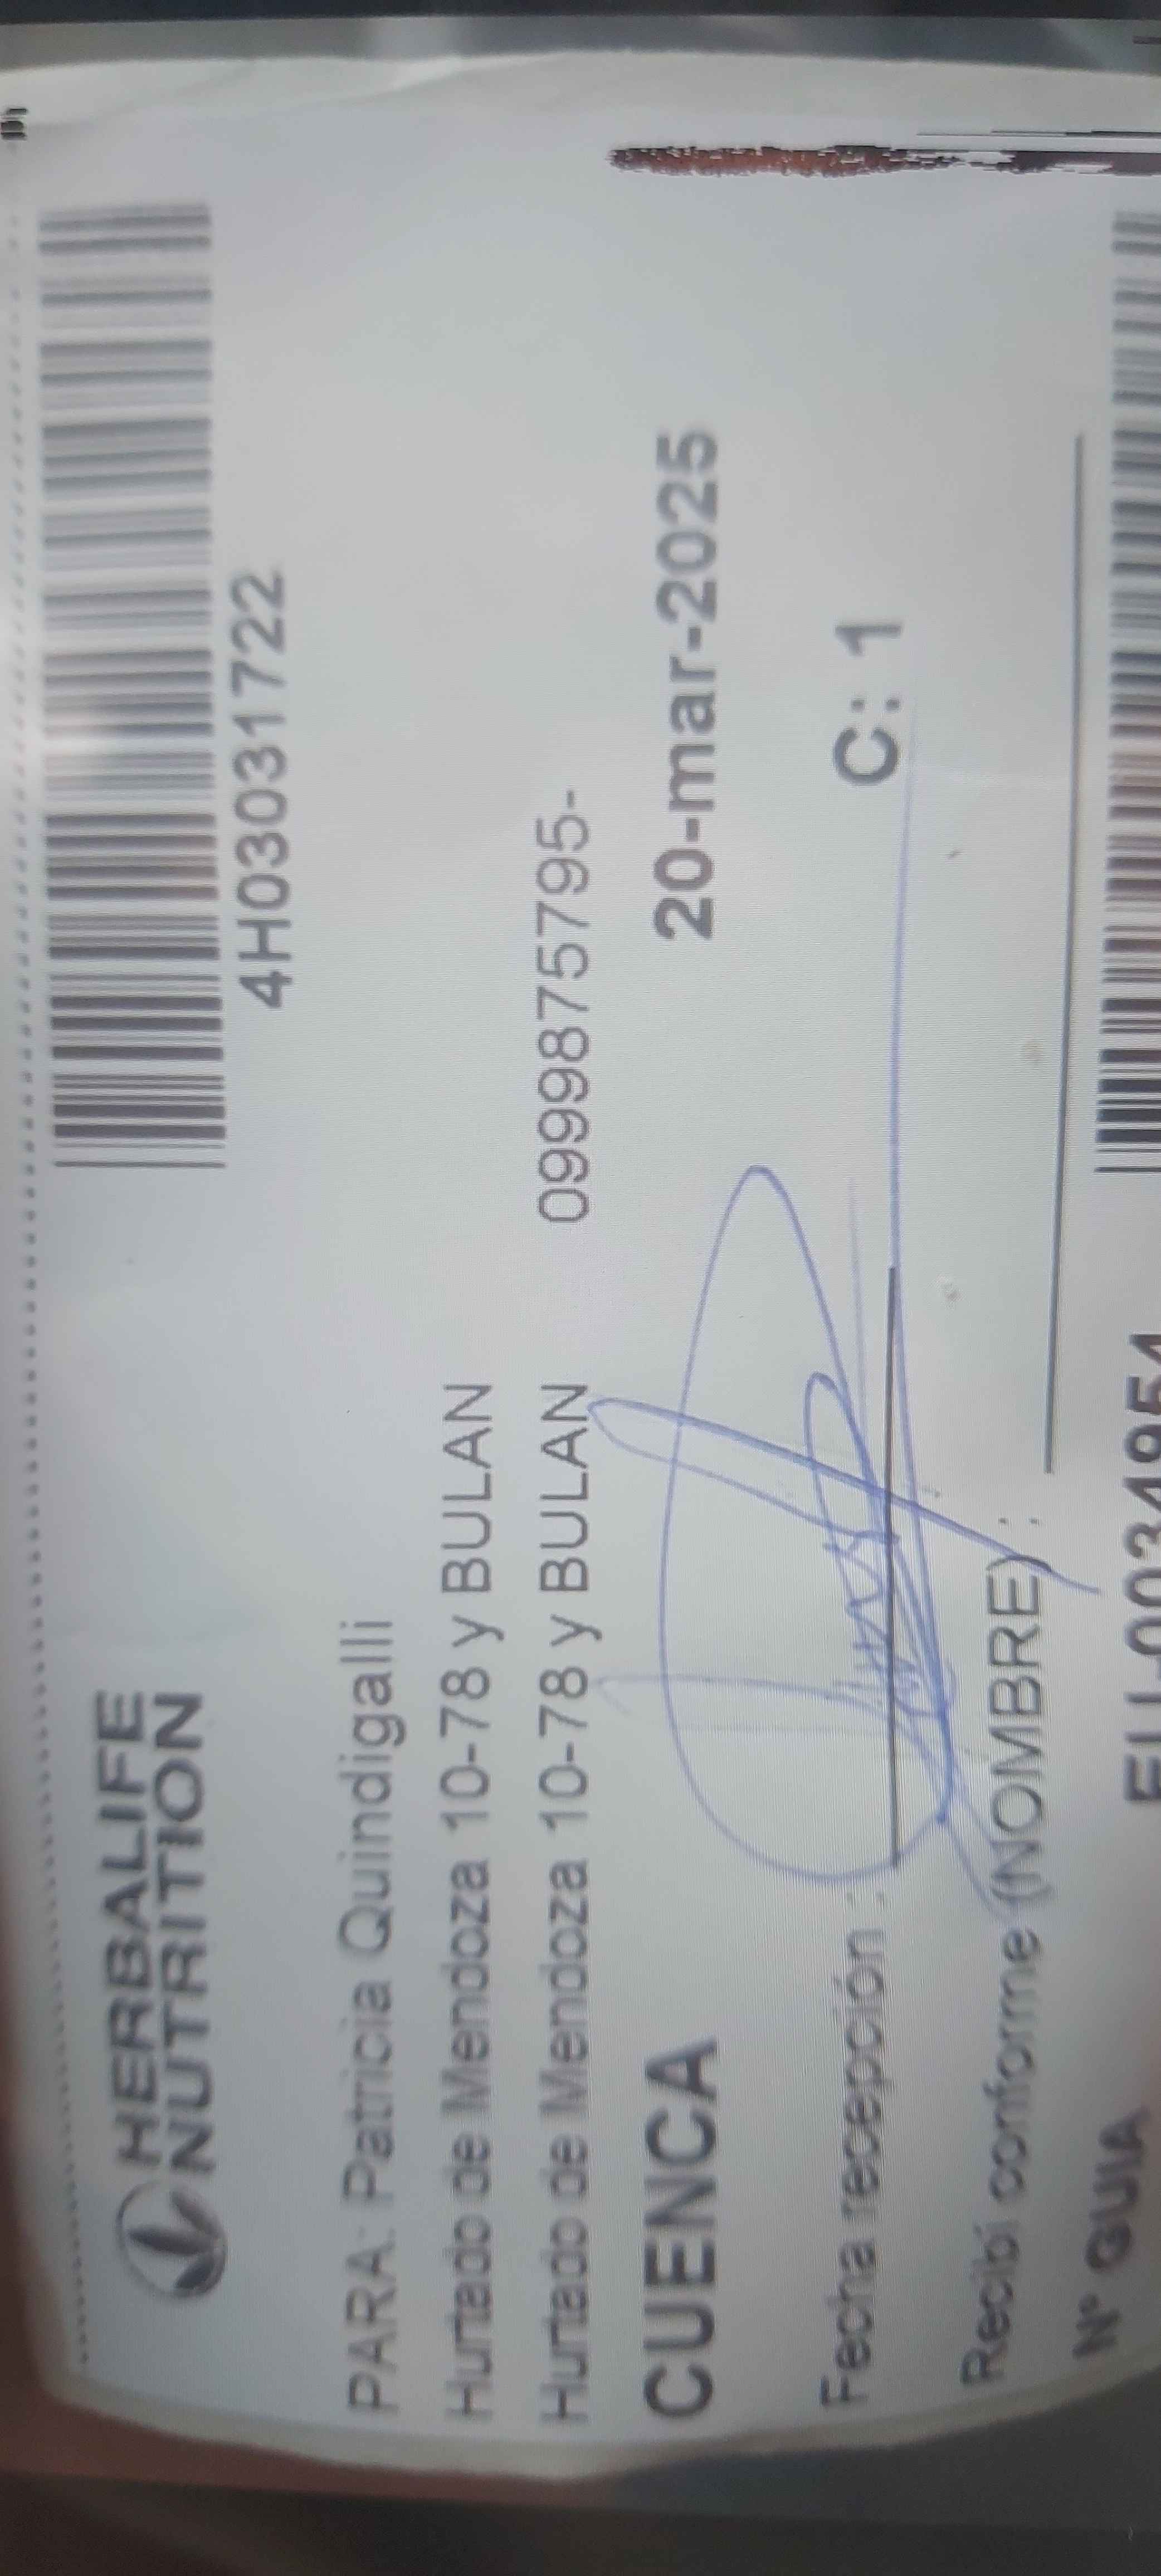 HERBALIFE
NUTRITION
4H03031722
PARA: Patricia Quindigalli
Hurtado de Mendoza 10-78 y BULAN
Hurtado de Mendoza 10-78 y BULAN 0999875795-
CUENCA 20-mar-2025
Fecha recepción : C: 1
Recibí conforme (NOMBRE) :
Nº GUIA